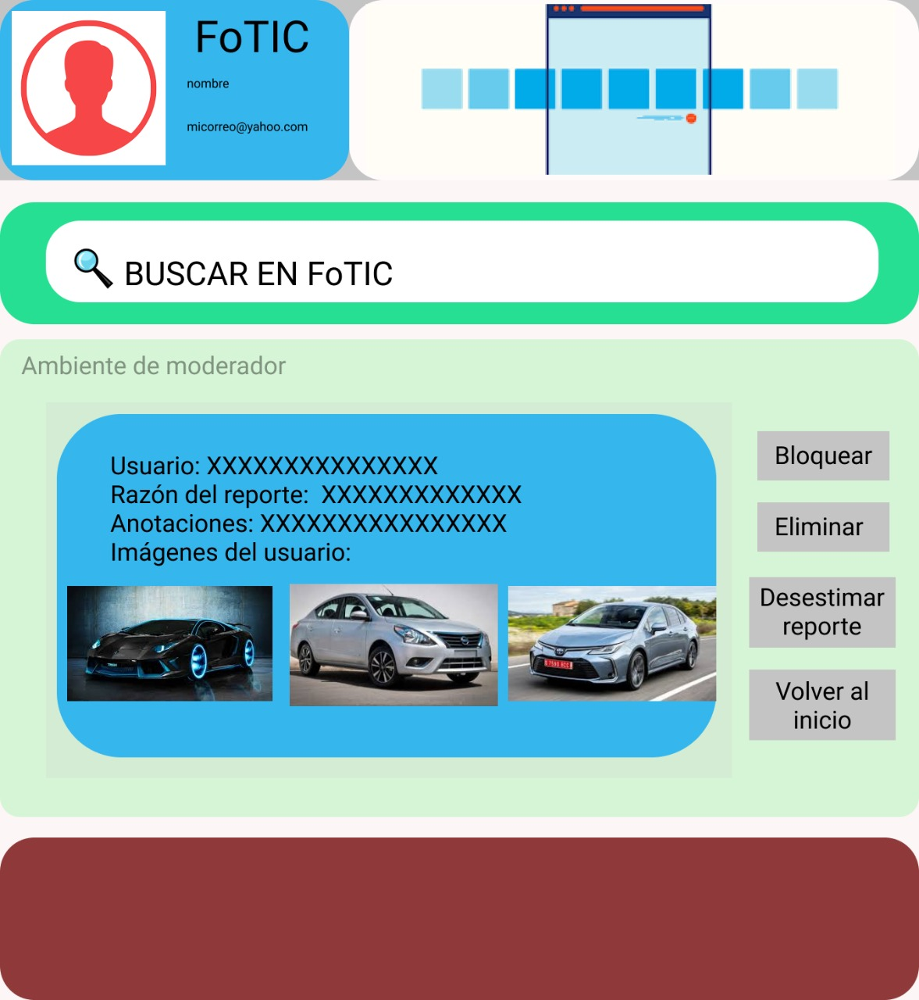 FoTIC
nombre
micorreo@yahoo.com
BUSCAR EN FoTIC
Ambiente de moderador
Usuario: XXXXXXXXXXXXXXX
Razón del reporte:  XXXXXXXXXXXXX
Anotaciones: XXXXXXXXXXXXXXXX
Imágenes del usuario:
Bloquear
Eliminar
Desestimar
reporte
Volver al
inicio